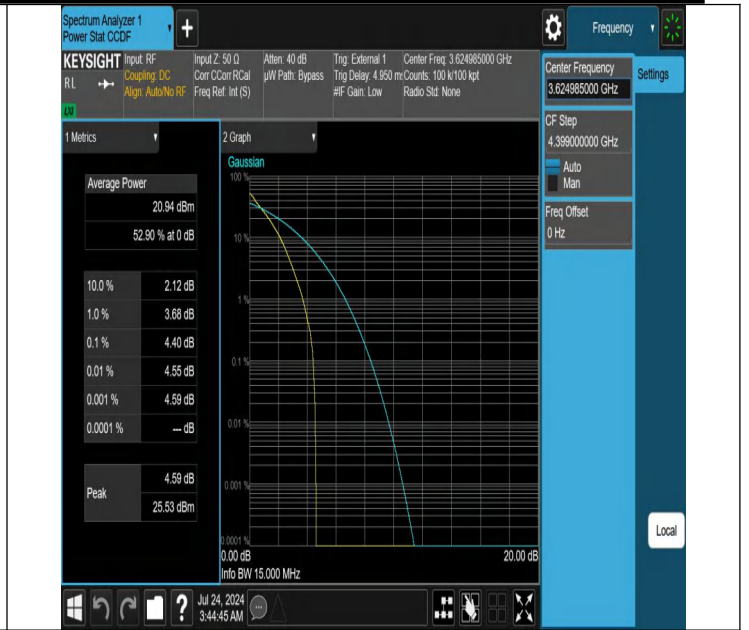 Spectrum Analyzer 1
Power Stat CCDF
+
Frequency
KEYSIGHT
RL
LXI
Input: RF
Coupling: DC
Align: Auto/No RF
Input Z: 50 Ω
Corr CCorr RCal
Freq Ref: Int (S)
Atten: 40 dB
µW Path: Bypass
Trig: External 1
Trig Delay: 4.950 ms
#IF Gain: Low
Center Freq: 3.624985000 GHz
Counts: 100 k/100 kpt
Radio Std: None
Center Frequency
3.624985000 GHz
Settings
CF Step
4.399000000 GHz
Auto
Man
Freq Offset
0 Hz
1 Metrics
Average Power
20.94 dBm
52.90 % at 0 dB
10.0 % 2.12 dB
1.0 % 3.68 dB
0.1 % 4.40 dB
0.01 % 4.55 dB
0.001 % 4.59 dB
0.0001 % --- dB
Peak
4.59 dB
25.53 dBm
2 Graph
Gaussian
100 %
10 %
1 %
0.1 %
0.01 %
0.001 %
0.0001 %
0.00 dB 20.00 dB
Info BW 15.000 MHz
Local
?
Jul 24, 2024
3:44:45 AM